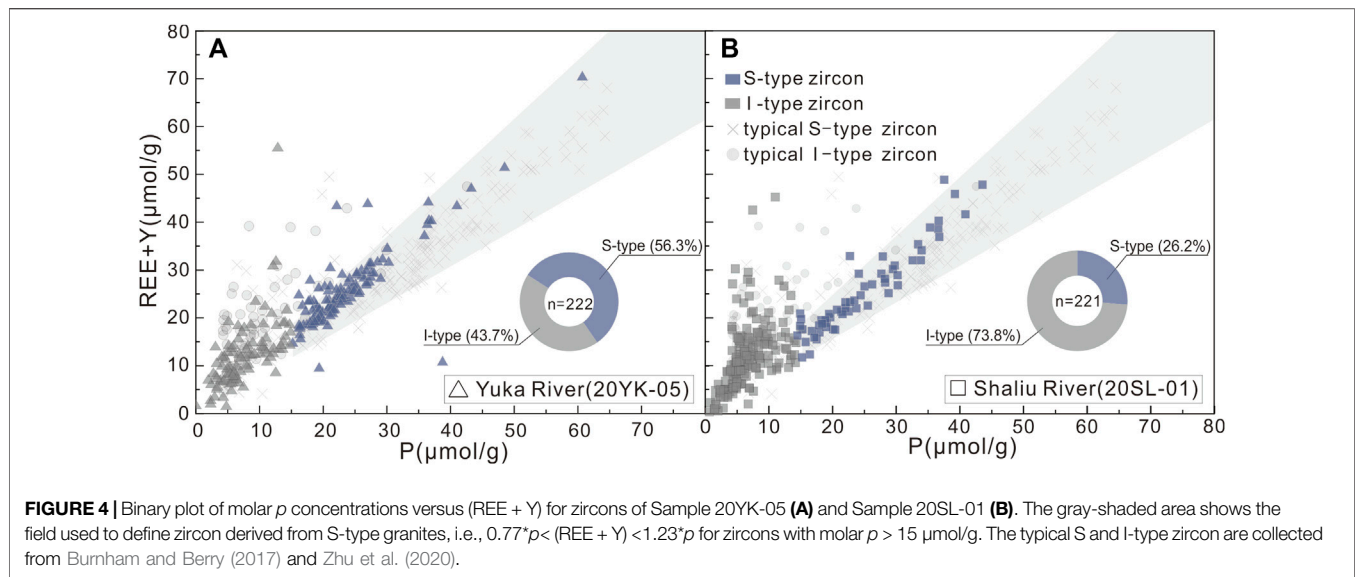 A
B
80
70
60
50
40
30
20
10
0
REE+Y(μmol/g)
S-type zircon
I-type zircon
typical S-type zircon
typical I-type zircon
S-type (56.3%)
n=222
I-type (43.7%)
Yuka River(20YK-05)
S-type (26.2%)
n=221
I-type (73.8%)
Shaliu River(20SL-01)
0 10 20 30 40 50 60 70
0 10 20 30 40 50 60 70 80
P(μmol/g)
P(μmol/g)
FIGURE 4 | Binary plot of molar p concentrations versus (REE + Y) for zircons of Sample 20YK-05 (A) and Sample 20SL-01 (B). The gray-shaded area shows the
field used to define zircon derived from S-type granites, i.e., 0.77*p< (REE + Y) <1.23*p for zircons with molar p > 15 μmol/g. The typical S and I-type zircon are collected
from Burnham and Berry (2017) and Zhu et al. (2020).